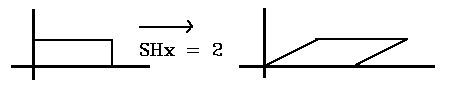 SHx = 2